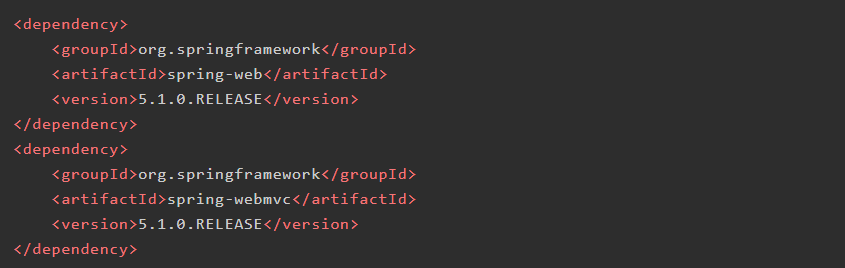 <dependency>
    <groupId>org.springframework</groupId>
    <artifactId>spring-web</artifactId>
    <version>5.1.0.RELEASE</version>
</dependency>
<dependency>
    <groupId>org.springframework</groupId>
    <artifactId>spring-webmvc</artifactId>
    <version>5.1.0.RELEASE</version>
</dependency>